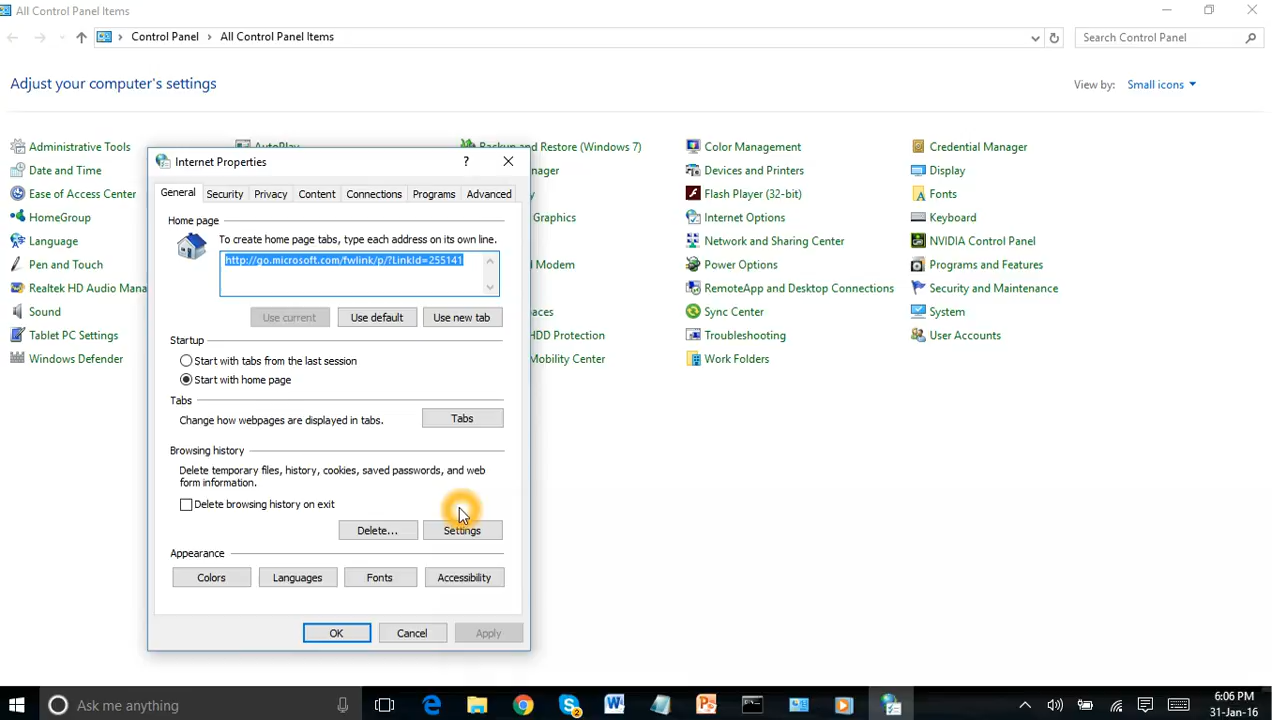 All Control Panel Items
Control Panel
All Control Panel Items
Search Control Panel
Adjust your computer's settings
View by:
Small icons
Administrative Tools
AutoPlay
Backup and Restore (Windows 7)
Color Management
Credential Manager
Date and Time
nager
Devices and Printers
Display
Ease of Access Center
Flash Player (32-bit)
Fonts
HomeGroup
Graphics
Internet Options
Keyboard
Language
Network and Sharing Center
NVIDIA Control Panel
Pen and Touch
Modem
Power Options
Programs and Features
Realtek HD Audio Mana
RemoteApp and Desktop Connections
Security and Maintenance
Sound
aces
Sync Center
System
Tablet PC Settings
HDD Protection
Troubleshooting
User Accounts
Windows Defender
Mobility Center
Work Folders
Internet Properties
?
General
Security
Privacy
Content
Connections
Programs
Advanced
Home page
To create home page tabs, type each address on its own line.
http://go.microsoft.com/fwlink/p/?LinkId=255141
Use current
Use default
Use new tab
Startup
Start with tabs from the last session
Start with home page
Tabs
Change how webpages are displayed in tabs.
Tabs
Browsing history
Delete temporary files, history, cookies, saved passwords, and web
form information.
Delete browsing history on exit
Delete...
Settings
Appearance
Colors
Languages
Fonts
Accessibility
OK
Cancel
Apply
Ask me anything
2
6:06 PM
31-Jan-16